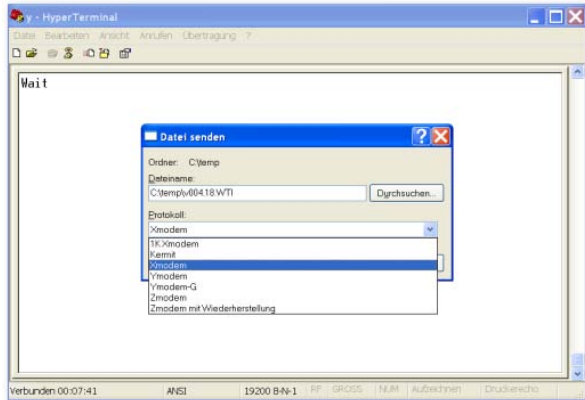 y - HyperTerminal
Datei Bearbeiten Ansicht Anrufen Übertragung ?
Wait
Datei senden
Ordner: C:\temp
Dateiname:
C:\temp\v804.18.WTI
Durchsuchen...
Protokoll:
Xmodem
1K Xmodem
Kermit
Xmodem
Ymodem
Ymodem-G
Zmodem
Zmodem mit Wiederherstellung
Verbunden 00:07:41 ANSI 19200 8-N-1 RF GROSS NUM Aufzeichnen Druckerecho